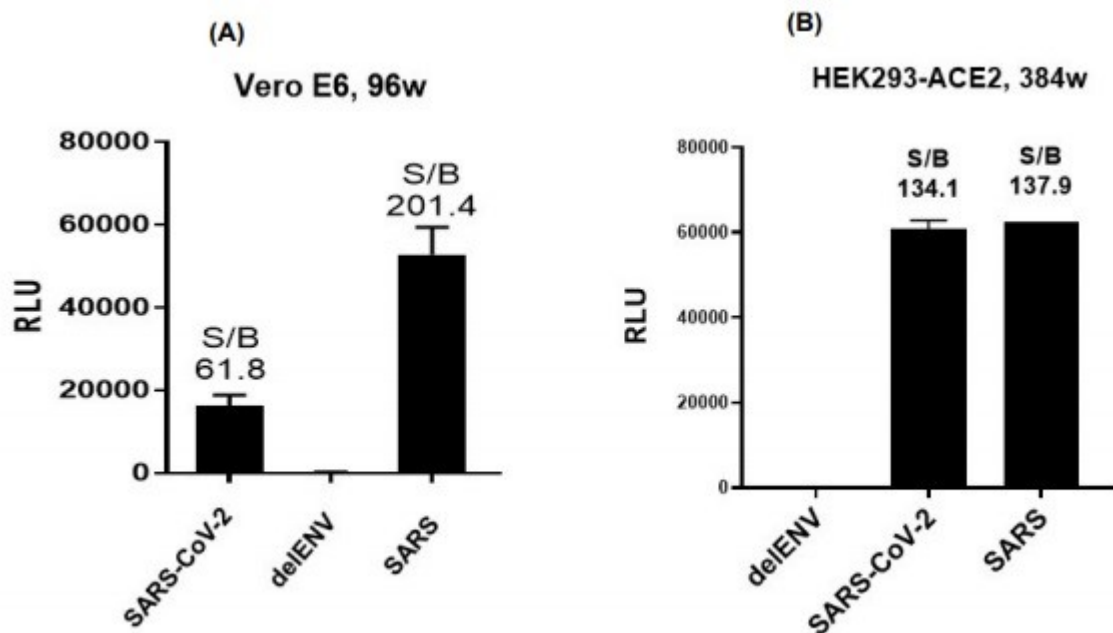 (A)
Vero E6, 96w
RLU
80000
60000
40000
20000
0
S/B
61.8
S/B
201.4
SARS-CoV-2
delENV
SARS
(B)
HEK293-ACE2, 384w
RLU
80000
60000
40000
20000
0
S/B
134.1
S/B
137.9
delENV
SARS-CoV-2
SARS